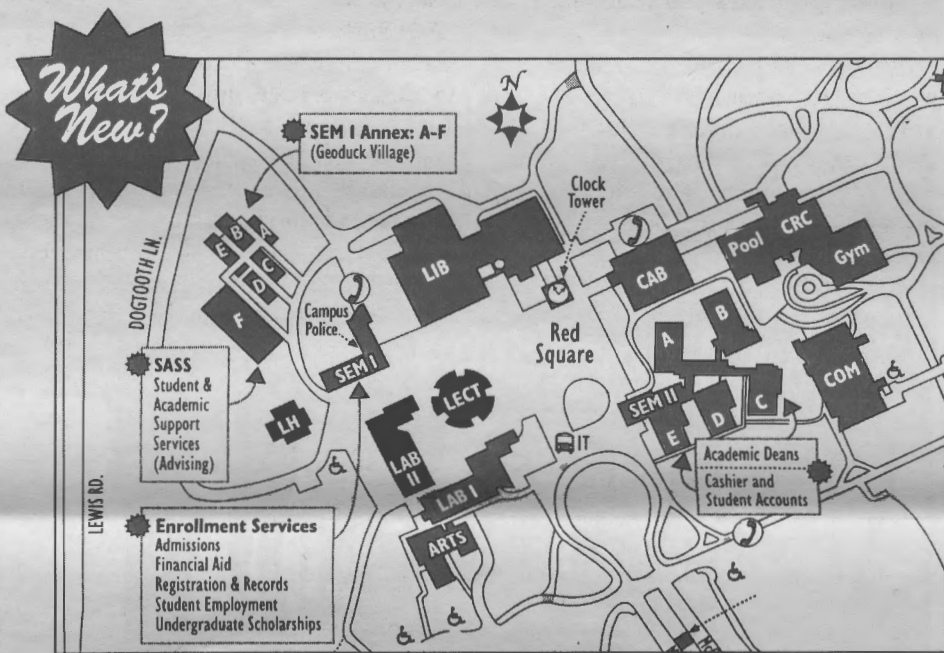 What's
New?
N
SEM I Annex: A-F
(Geoduck Village)
Clock
Tower
DOGTOOTH LN.
LEWIS RD.
B
A
E
C
D
F
LIB
CAB
Pool
CRC
Gym
Campus
Police
Red
Square
A
B
SEM I
COM
SASS
Student &
Academic
Support
Services
(Advising)
LECT
SEM II
C
D
E
LH
LAB
II
IT
LAB I
Academic Deans
Cashier and
Student Accounts
ARTS
Enrollment Services
Admissions
Financial Aid
Registration & Records
Student Employment
Undergraduate Scholarships